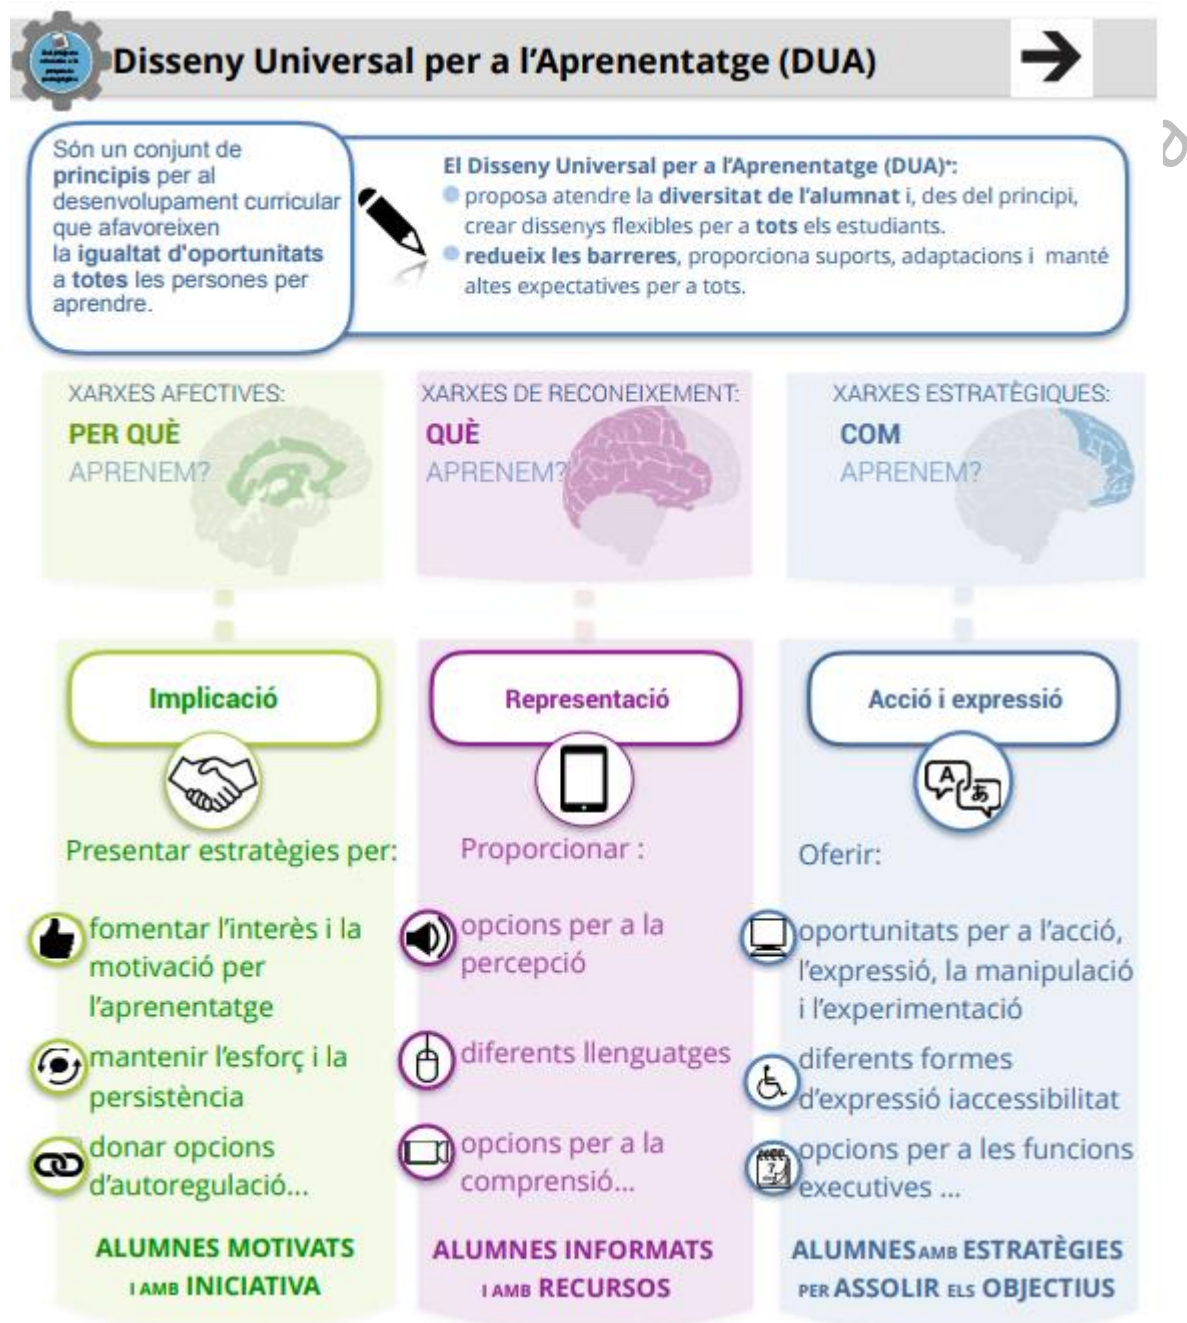 Disseny Universal per a l'Aprenentatge (DUA)
Són un conjunt de
principis per al
desenvolupament curricular
que afavoreixen
la igualtat d'oportunitats
a totes les persones per
aprendre.
El Disseny Universal per a l'Aprenentatge (DUA)*:
proposa atendre la diversitat de l'alumnat i, des del principi,
crear dissenys flexibles per a tots els estudiants.
redueix les barreres, proporciona suports, adaptacions i manté
altes expectatives per a tots.
XARXES AFECTIVES:
PER QUÈ
APRENEM?
XARXES DE RECONEIXEMENT:
QUÈ
APRENEM?
XARXES ESTRATÈGIQUES:
COM
APRENEM?
Implicació
Presentar estratègies per:
fomentar l'interès i la
motivació per
l'aprenentatge
mantenir l'esforç i la
persistència
donar opcions
d'autoregulació...
ALUMNES MOTIVATS
I AMB INICIATIVA
Representació
Proporcionar :
opcions per a la
percepció
diferents llenguatges
opcions per a la
comprensió...
ALUMNES INFORMATS
I AMB RECURSOS
Acció i expressió
A
あ
Oferir:
oportunitats per a l'acció,
l'expressió, la manipulació
i l'experimentació
diferents formes
d'expressió iaccessibilitat
opcions per a les funcions
executives ...
ALUMNES AMB ESTRATÈGIES
PER ASSOLIR ELS OBJECTIUS